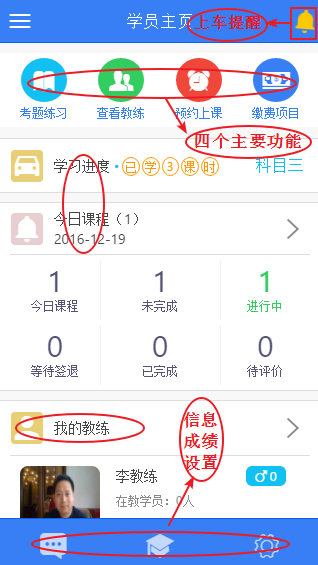 学员主页
上车提醒
考题练习 查看教练 预约上课 缴费项目
四个主要功能
学习进度·已学3课时 科目三
今日课程（1）
2016-12-19
1 1 1
今日课程 未完成 进行中
0 0 0
等待签退 已完成 待评价
我的教练
信息
成绩
设置
李教练 0
在教学员：0人